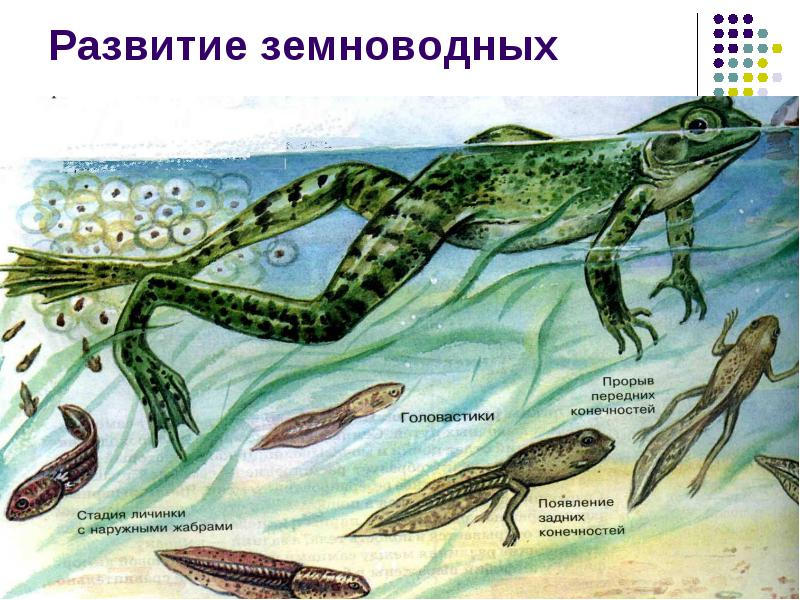 Развитие земноводных
Прорыв
передних
конечностей
Головастики
Появление
задних
конечностей
Стадия личинки
с наружными жабрами